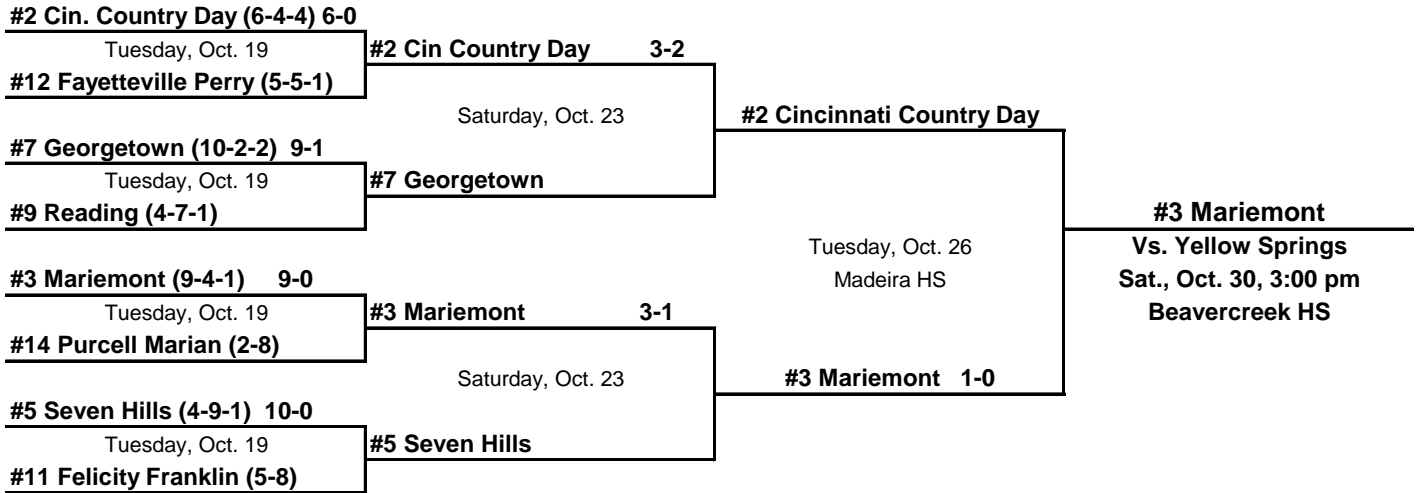 #2 Cin. Country Day (6-4-4) 6-0
Tuesday, Oct. 19
#12 Fayetteville Perry (5-5-1)
#2 Cin Country Day 3-2
Saturday, Oct. 23
#7 Georgetown (10-2-2) 9-1
Tuesday, Oct. 19
#9 Reading (4-7-1)
#7 Georgetown
#2 Cincinnati Country Day
#3 Mariemont (9-4-1) 9-0
Tuesday, Oct. 19
#14 Purcell Marian (2-8)
#3 Mariemont 3-1
Saturday, Oct. 23
#5 Seven Hills (4-9-1) 10-0
Tuesday, Oct. 19
#11 Felicity Franklin (5-8)
#5 Seven Hills
Tuesday, Oct. 26
Madeira HS
#3 Mariemont 1-0
#3 Mariemont
Vs. Yellow Springs
Sat., Oct. 30, 3:00 pm
Beavercreek HS